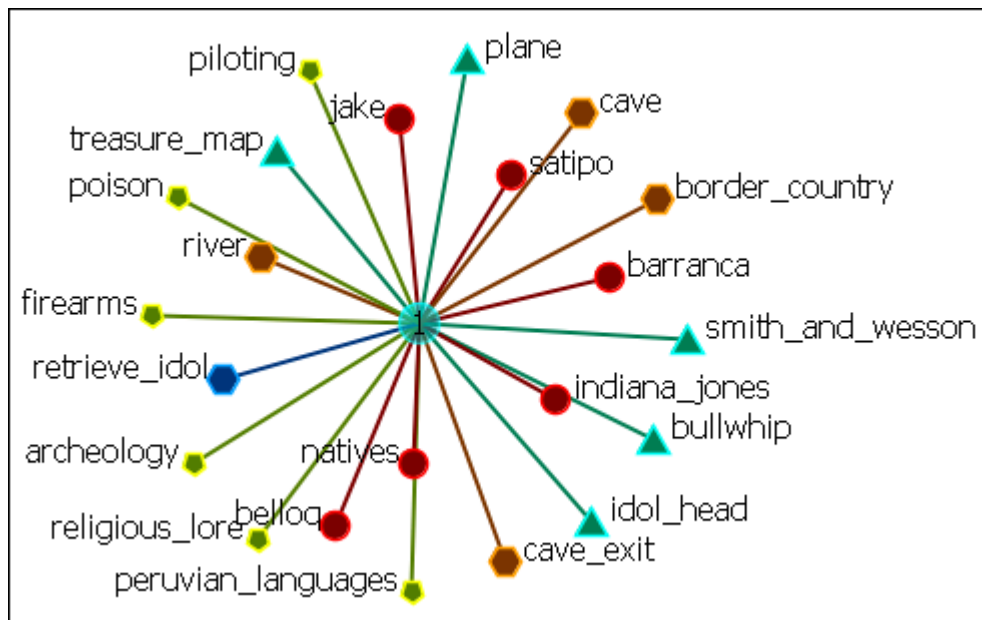 plane
piloting
cave
jake
treasure_map
satipo
poison
border_country
river
barranca
firearms
1
smith_and_wesson
retrieve_idol
indiana_jones
bullwhip
archeology
natives
idol_head
belloq
religious_lore
cave_exit
peruvian_languages